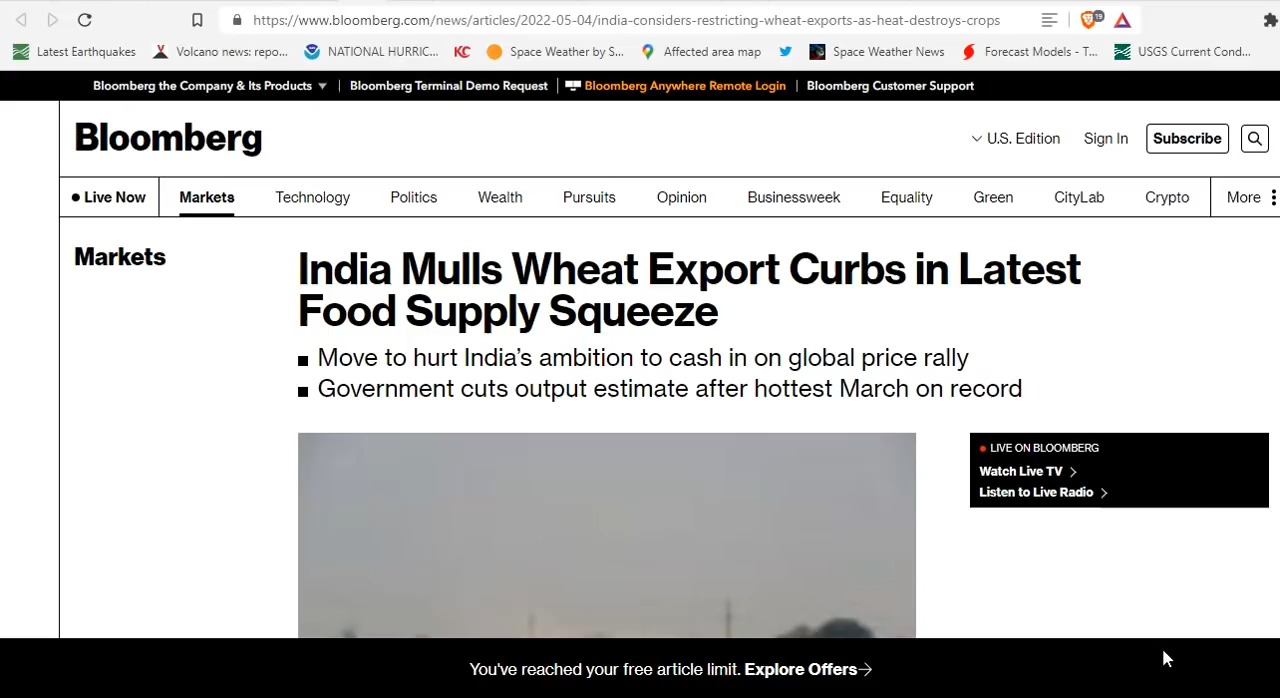 https://www.bloomberg.com/news/articles/2022-05-04/india-considers-restricting-wheat-exports-as-heat-destroys-crops 19
Latest Earthquakes Volcano news: repo... NATIONAL HURRIC... KC Space Weather by S... Affected area map Space Weather News Forecast Models - T... USGS Current Cond...
Bloomberg the Company & Its Products ▼ | Bloomberg Terminal Demo Request | Bloomberg Anywhere Remote Login | Bloomberg Customer Support
Bloomberg U.S. Edition Sign In Subscribe
Live Now Markets Technology Politics Wealth Pursuits Opinion Businessweek Equality Green CityLab Crypto More
Markets
India Mulls Wheat Export Curbs in Latest
Food Supply Squeeze
■ Move to hurt India's ambition to cash in on global price rally
■ Government cuts output estimate after hottest March on record
LIVE ON BLOOMBERG
Watch Live TV
Listen to Live Radio
You've reached your free article limit. Explore Offers→